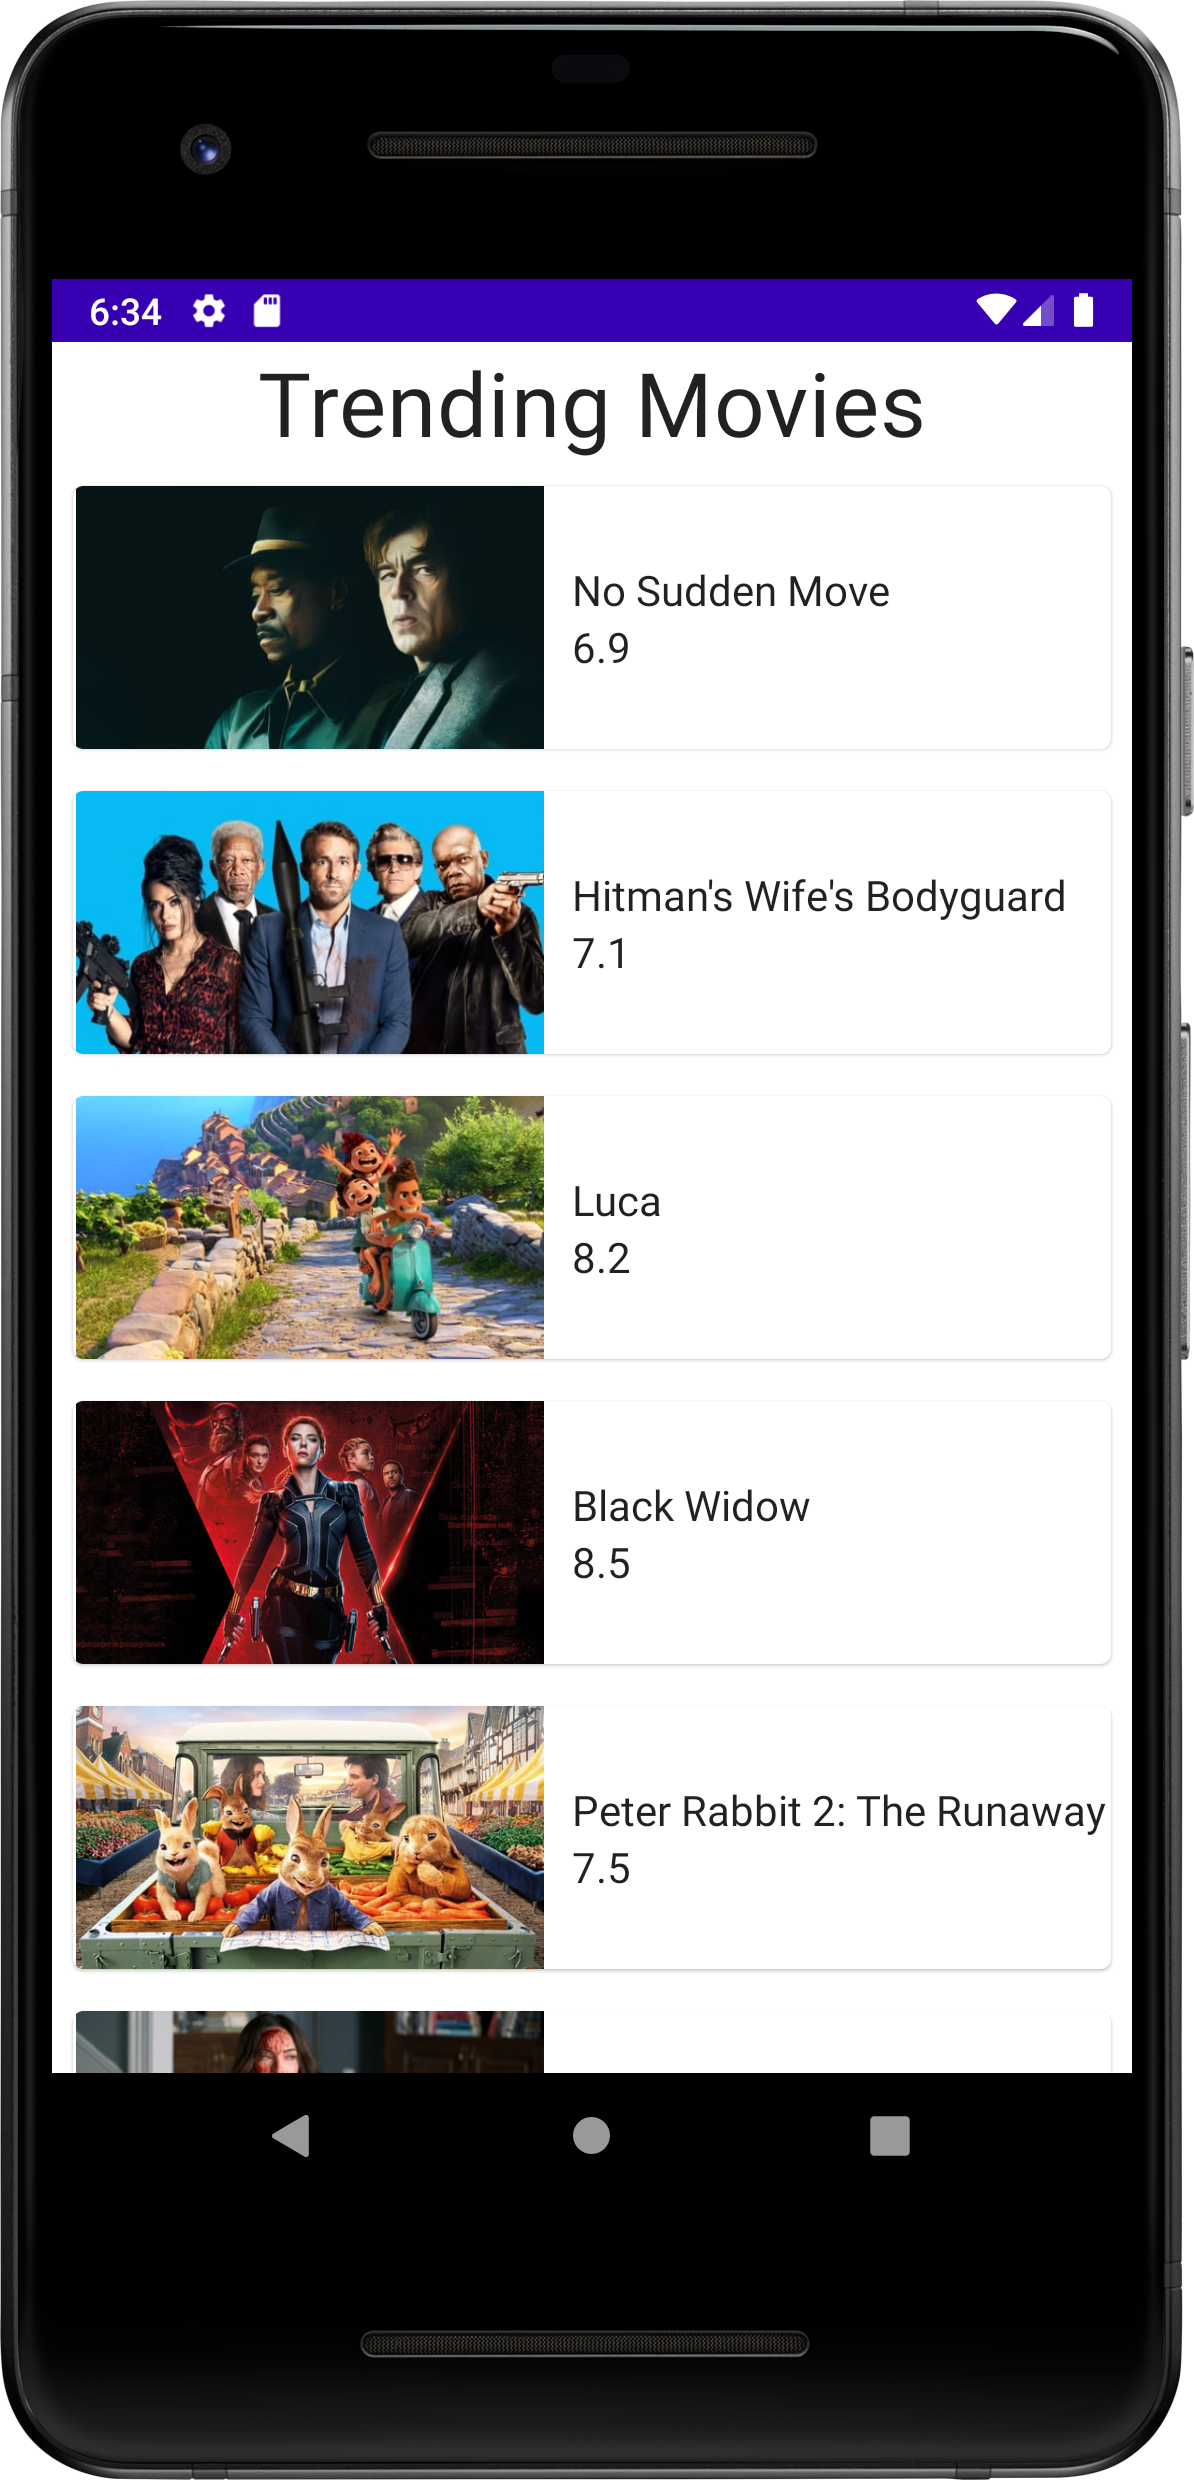 6:34
Trending Movies
No Sudden Move
6.9
Hitman's Wife's Bodyguard
7.1
Luca
8.2
Black Widow
8.5
Peter Rabbit 2: The Runaway
7.5